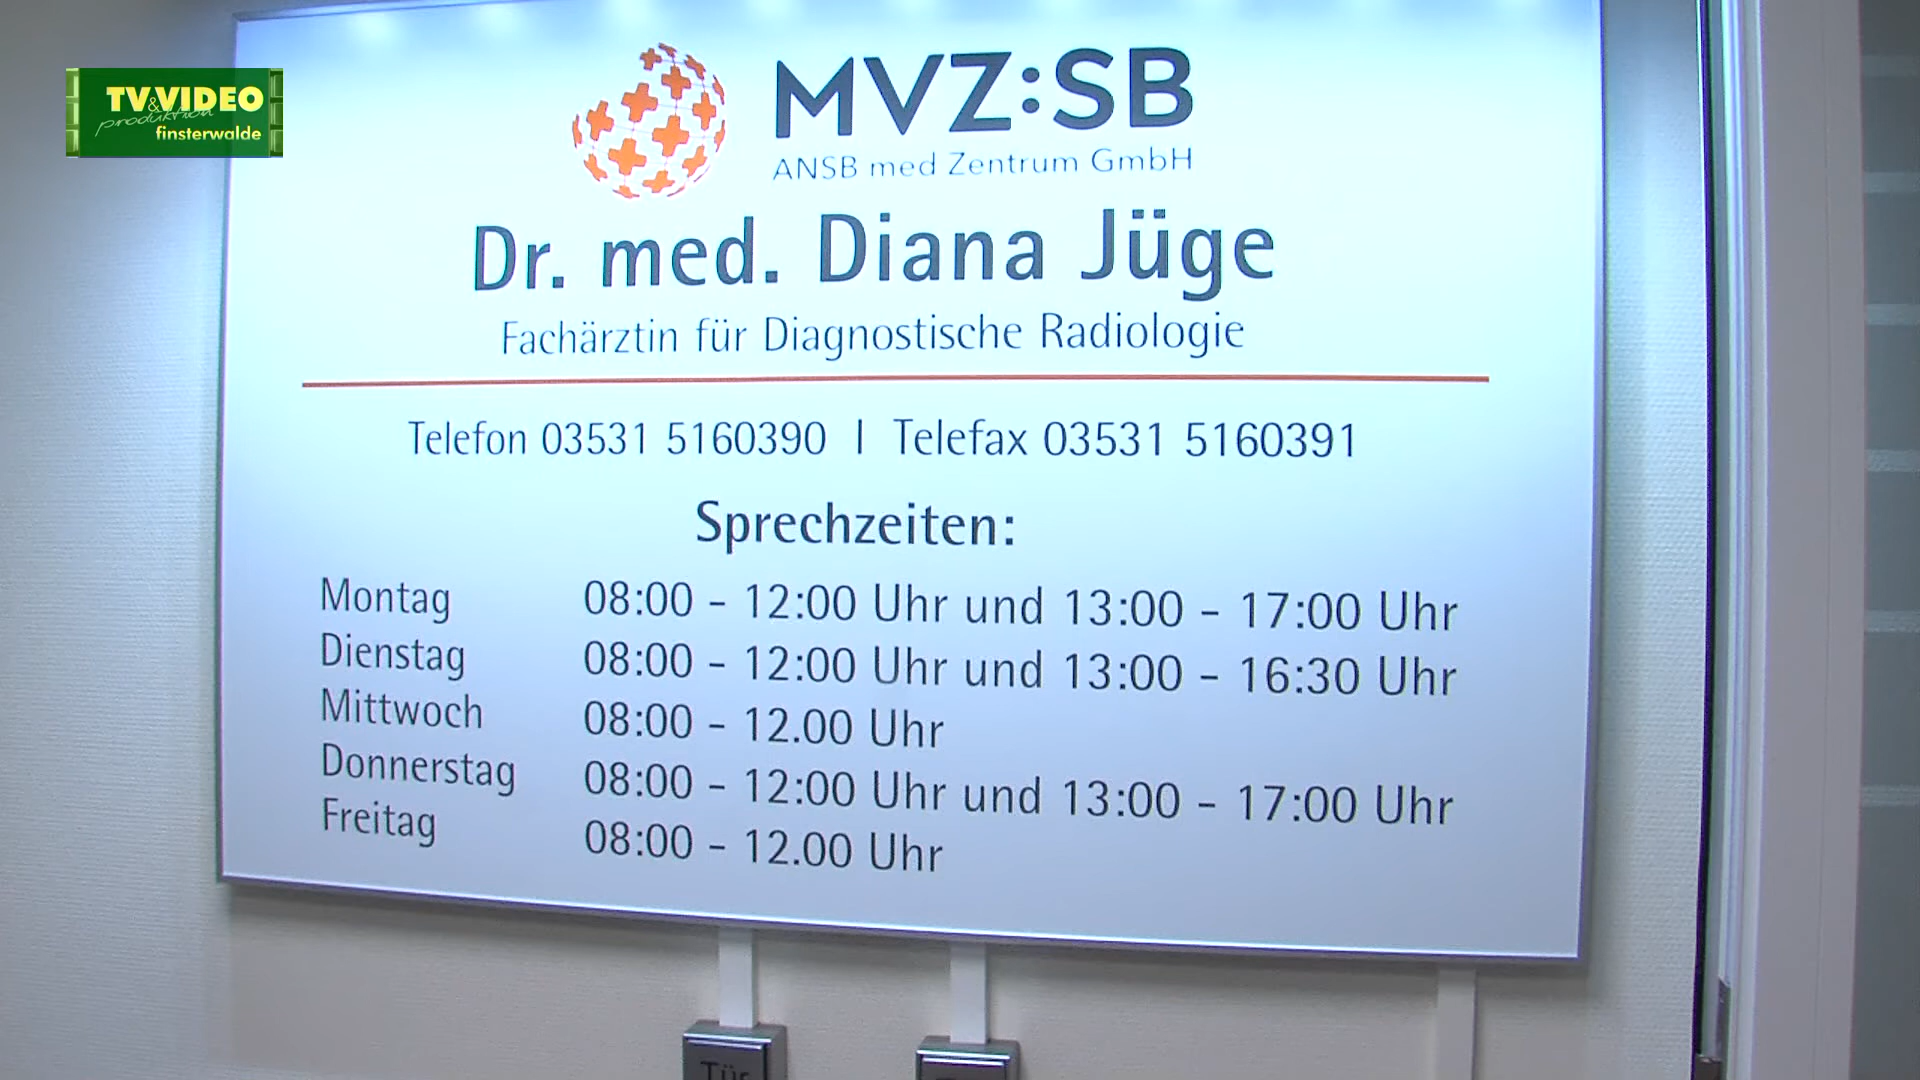 TV&VIDEO
produktion
finsterwalde
MVZ:SB
ANSB med Zentrum GmbH
Dr. med. Diana Jüge
Fachärztin für Diagnostische Radiologie
Telefon 03531 5160390 | Telefax 03531 5160391
Sprechzeiten:
Montag 08:00 - 12:00 Uhr und 13:00 - 17:00 Uhr
Dienstag 08:00 - 12:00 Uhr und 13:00 - 16:30 Uhr
Mittwoch 08:00 - 12.00 Uhr
Donnerstag 08:00 - 12:00 Uhr und 13:00 - 17:00 Uhr
Freitag 08:00 - 12.00 Uhr
Tür